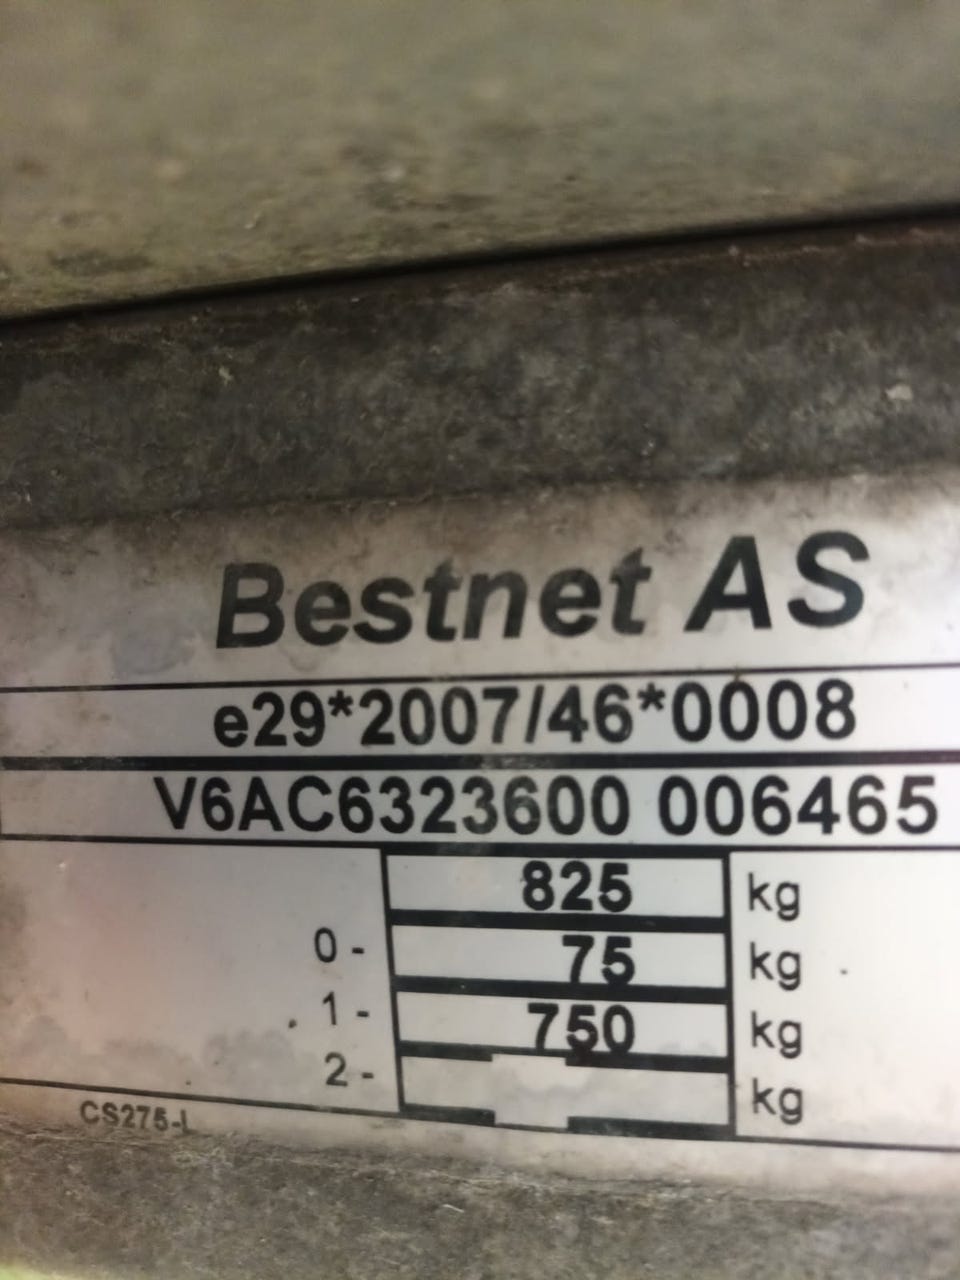 Bestnet AS
e29*2007/46*0008
V6AC6323600 006465
825 kg
0 - 75 kg
1 - 750 kg
2 - kg
CS275-L